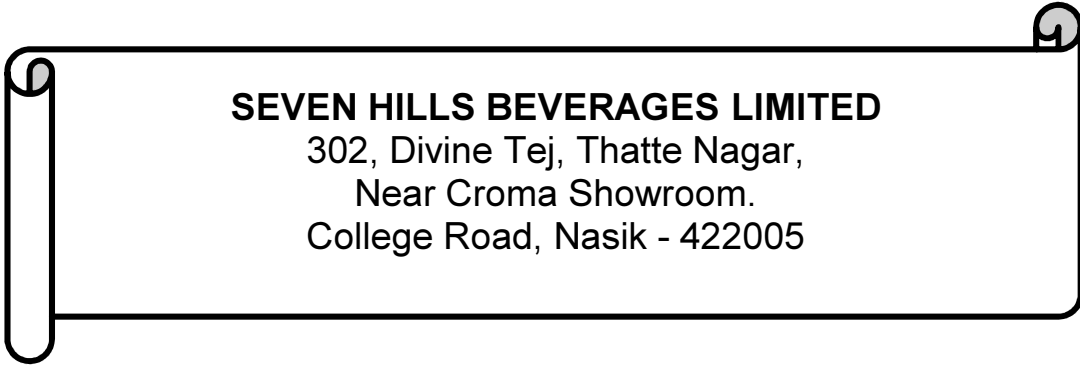 SEVEN HILLS BEVERAGES LIMITED
302, Divine Tej, Thatte Nagar,
Near Croma Showroom.
College Road, Nasik - 422005